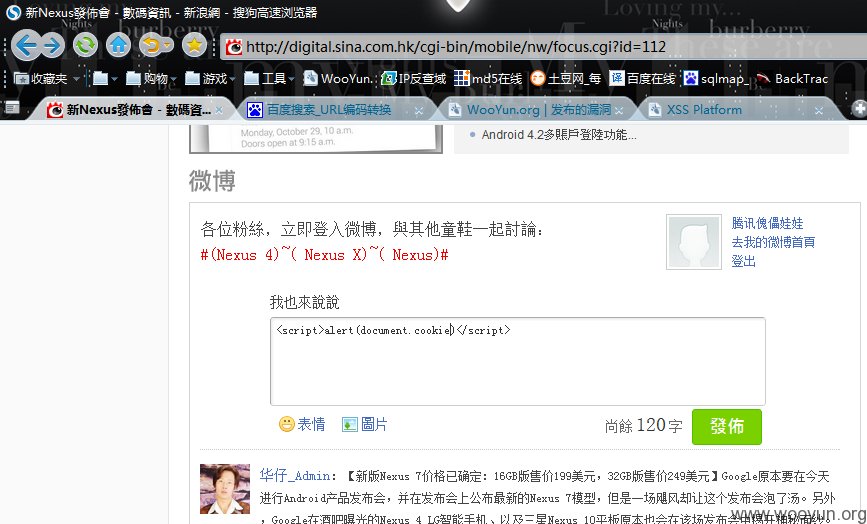 新Nexus發佈會 - 數碼資訊 - 新浪網 - 搜狗高速浏览器
Loving my...
Nights
burberry
http://digital.sina.com.hk/cgi-bin/mobile/nw/focus.cgi?id=112
收藏夹 购物 游戏 工具 WooYun. IP反查域 md5在线 土豆网_每 百度在线 sqlmap_ BackTrac
新Nexus發佈會 - 數碼資... 百度搜索_URL编码转换 WooYun.org | 发布的漏洞 XSS Platform
Monday, October 29, 10 a.m.
Doors open at 9:15 a.m.
Android 4.2多賬戶登陸功能...
微博
各位粉絲，立即登入微博，與其他童鞋一起討論：
#(Nexus 4)~( Nexus X)~( Nexus)#
腾讯傀儡娃娃
去我的微博首頁
登出
我也來說說
<script>alert(document.cookie)</script>
表情 圖片 尚餘 120 字 發佈
华仔_Admin：【新版Nexus 7价格已确定：16GB版售价199美元，32GB版售价249美元】Google原本要在今天
进行Android产品发布会，并在发布会上公布最新的Nexus 7模型，但是一场飓风却让这个发布会泡了汤。另外
，Google在酒吧曝光的Nexus 4 LG智能手机、以及三星Nexus 10平板原本也会在该场发布会
www.wooyun.org